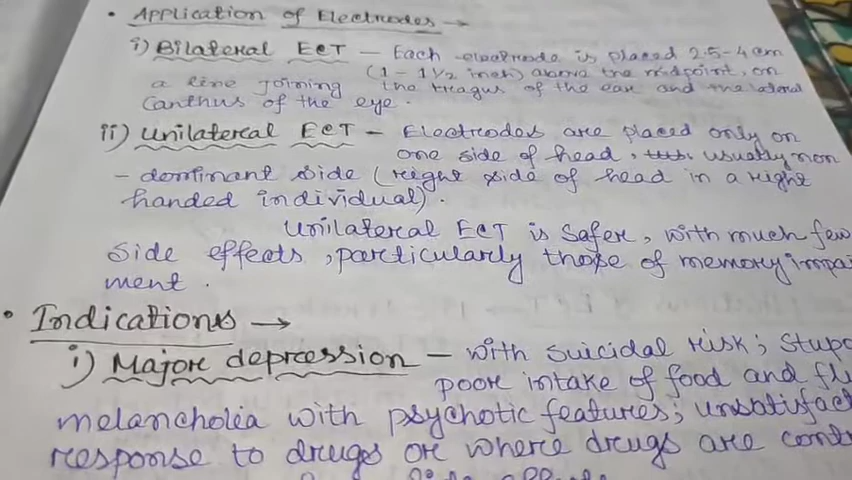 • Application of Electrodes →
i) Bilateral ECT – Each electrode is placed 2.5-4cm
(1 – 1 1/2 inch) above the midpoint, on
a line joining the tragus of the ear and the lateral
Canthus of the eye.
ii) Unilateral ECT – Electrodes are placed only on
one side of head, usually non
- dominant side (right side of head in a right
handed individual).
Unilateral ECT is safer, with much few
side effects, particularly those of memory impai
ment.
• Indications →
i) Major depression – with suicidal risk; Stupo
poor intake of food and flu
melancholia with psychotic features; unsatisfact
response to drugs or where drugs are contr